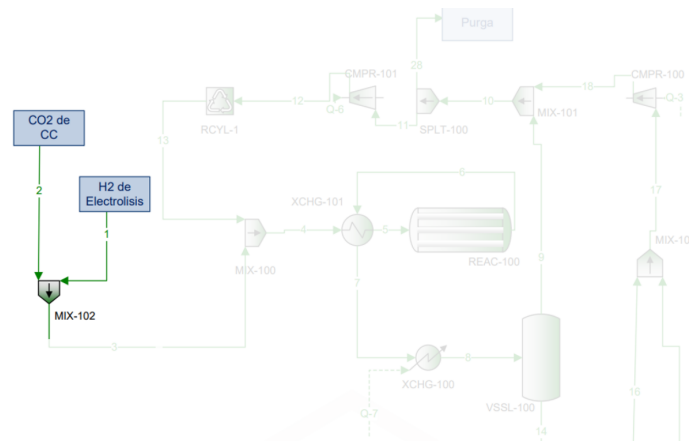 Purga
28
CMPR-101
CMPR-100
12
Q-6
11
10
18
Q-3
RCYL-1
SPLT-100
MIX-101
CO2 de
CC
13
17
2
H2 de
Electrolisis
XCHG-101
6
1
4
5
MIX-100
REAC-100
9
MIX-10
7
MIX-102
3
8
XCHG-100
VSSL-100
16
Q-7
14